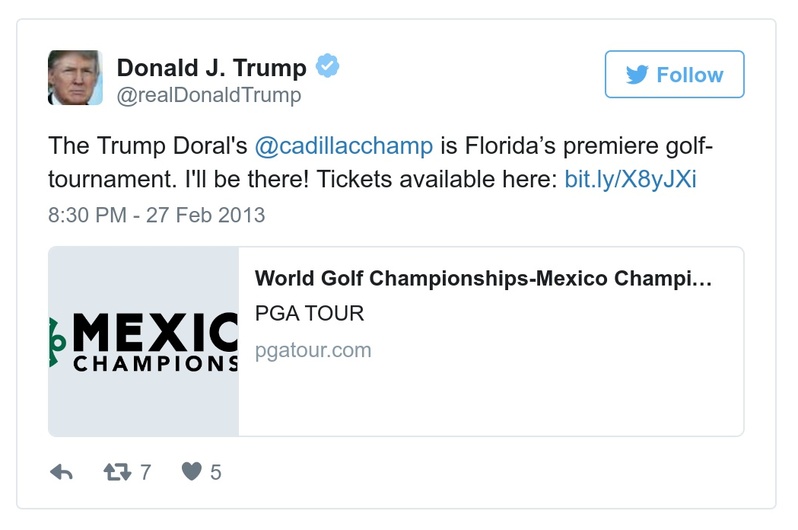 Donald J. Trump
@realDonaldTrump
Follow
The Trump Doral's @cadillacchamp is Florida’s premiere golf-
tournament. I'll be there! Tickets available here: bit.ly/X8yJXi
8:30 PM - 27 Feb 2013
World Golf Championships-Mexico Champi…
PGA TOUR
pgatour.com
MEXIC
CHAMPIONS
7
5